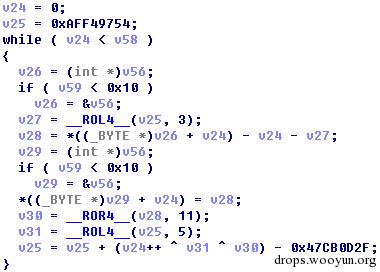 v24 = 0;
v25 = 0xAFF49754;
while ( v24 < v58 )
{
v26 = (int *)v56;
if ( v59 < 0x10 )
v26 = &v56;
v27 = __ROL4__(v25, 3);
v28 = *((_BYTE *)v26 + v24) - v24 - v27;
v29 = (int *)v56;
if ( v59 < 0x10 )
v29 = &v56;
*((_BYTE *)v29 + v24) = v28;
v30 = __ROR4__(v28, 11);
v31 = __ROL4__(v25, 5);
v25 = v25 + (v24++ ^ v31 ^ v30) - 0x47CB0D2F;
}
drops.wooyun.org